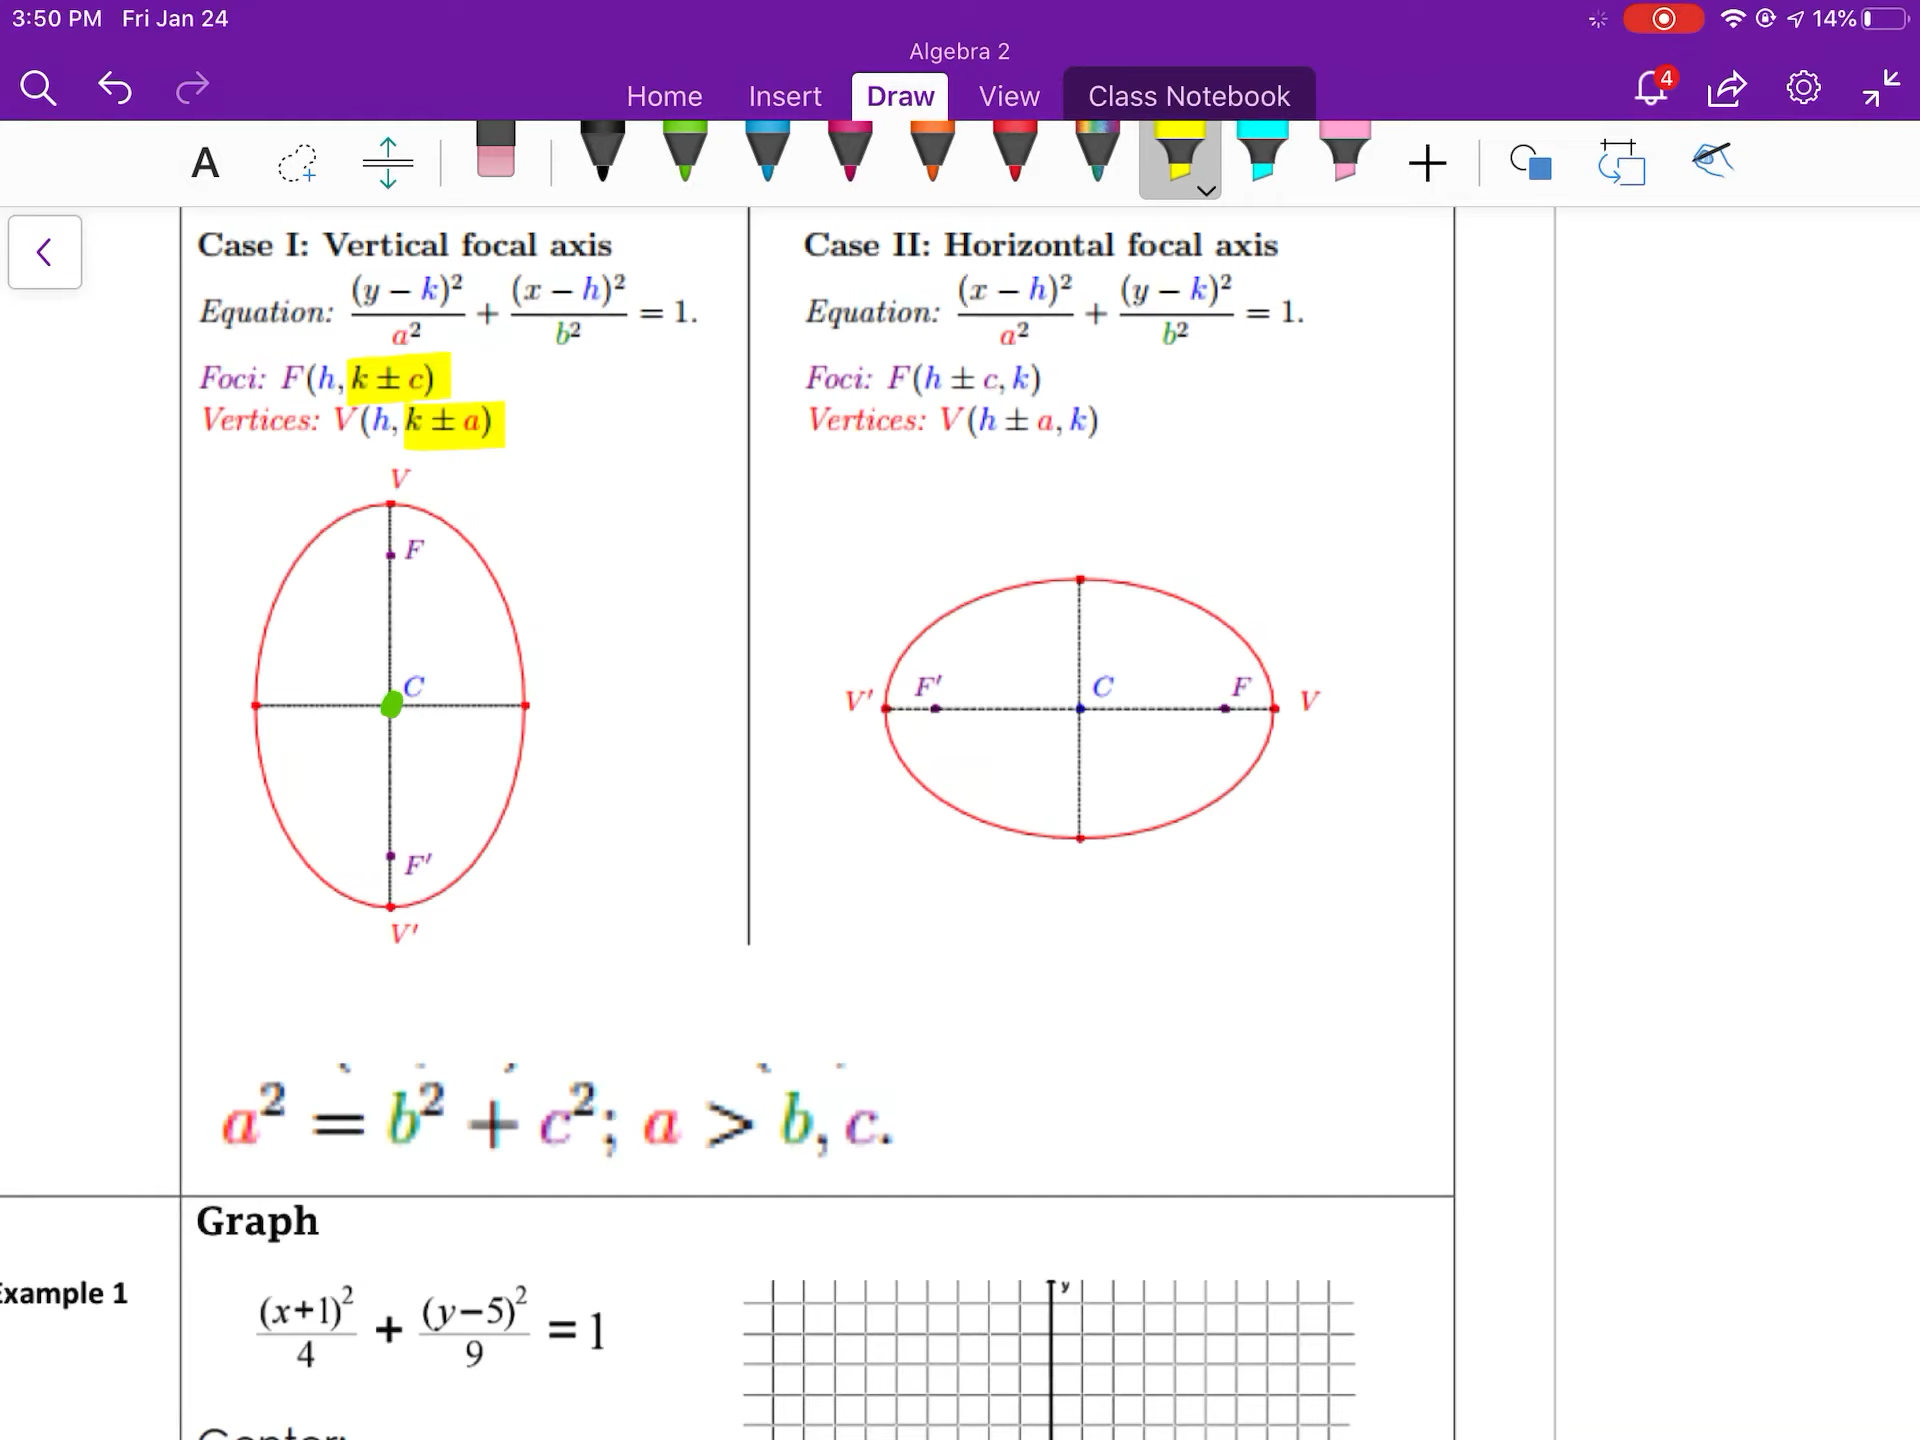 3:50 PM Fri Jan 24
14%
Algebra 2
Home Insert Draw View Class Notebook
4
A
Case I: Vertical focal axis
Equation: (y − k)²/a² + (x − h)²/b² = 1.
Foci: F(h, k ± c)
Vertices: V(h, k ± a)
V
F
C
F'
V'
Case II: Horizontal focal axis
Equation: (x − h)²/a² + (y − k)²/b² = 1.
Foci: F(h ± c, k)
Vertices: V(h ± a, k)
V' F' C F V
a² = b² + c²; a > b, c.
Graph
Example 1
(x+1)²/4 + (y−5)²/9 = 1
y